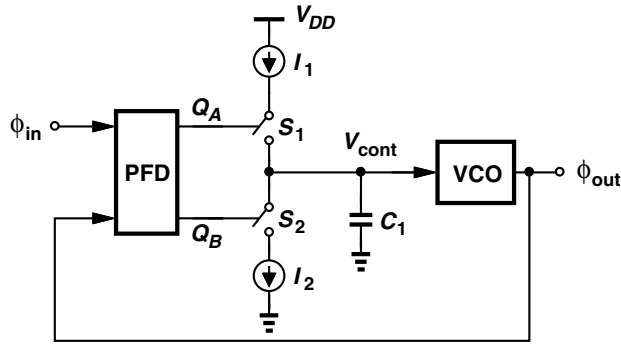 V_DD
I_1
Q_A
ϕ_in
S_1
V_cont
PFD
VCO
ϕ_out
S_2
C_1
Q_B
I_2